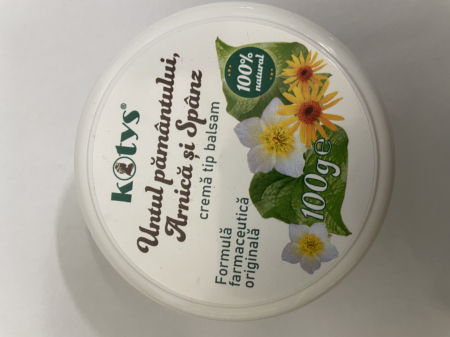 kotys®
Untul pământului,
Arnică și Spânz
cremă tip balsam
100%
natural
Formulă
farmaceutică
originală
100g℮